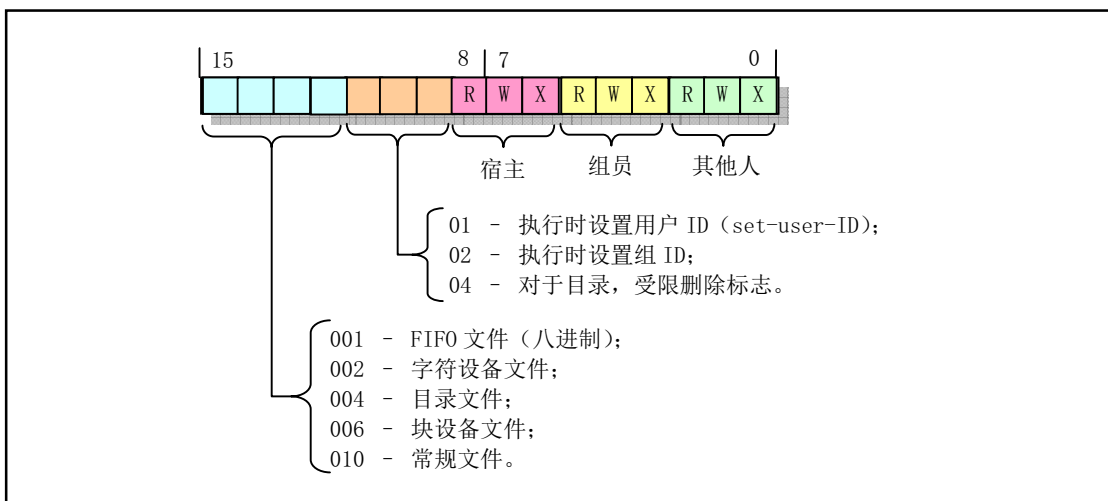 15 8 7 0
R W X R W X R W X
宿主 组员 其他人
01 - 执行时设置用户 ID（set-user-ID）；
02 - 执行时设置组 ID；
04 - 对于目录，受限删除标志。
001 - FIFO 文件（八进制）；
002 - 字符设备文件；
004 - 目录文件；
006 - 块设备文件；
010 - 常规文件。